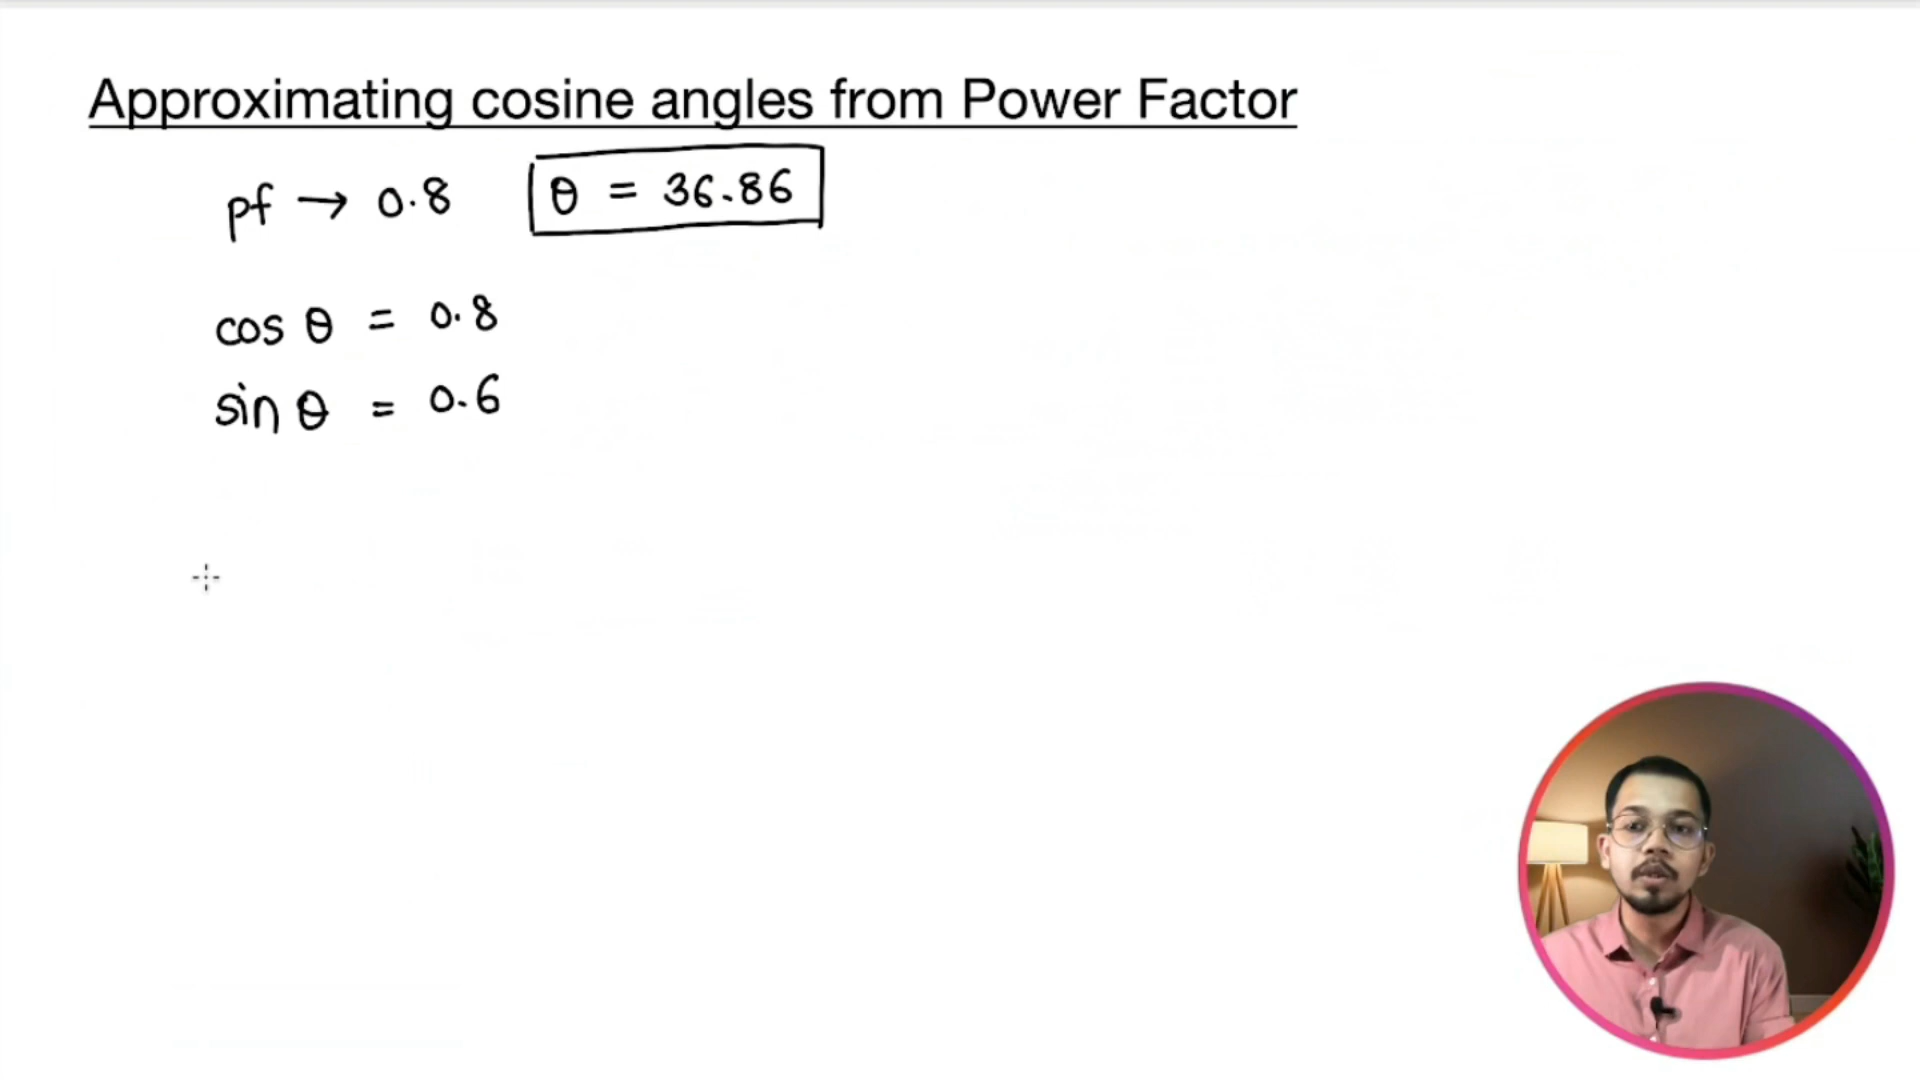 Approximating cosine angles from Power Factor
pf → 0.8 θ = 36.86
cos θ = 0.8
sin θ = 0.6